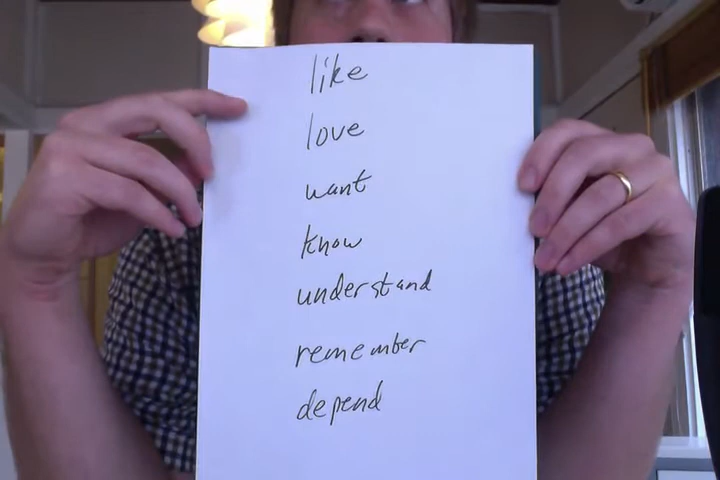 like
love
want
know
understand
remember
depend